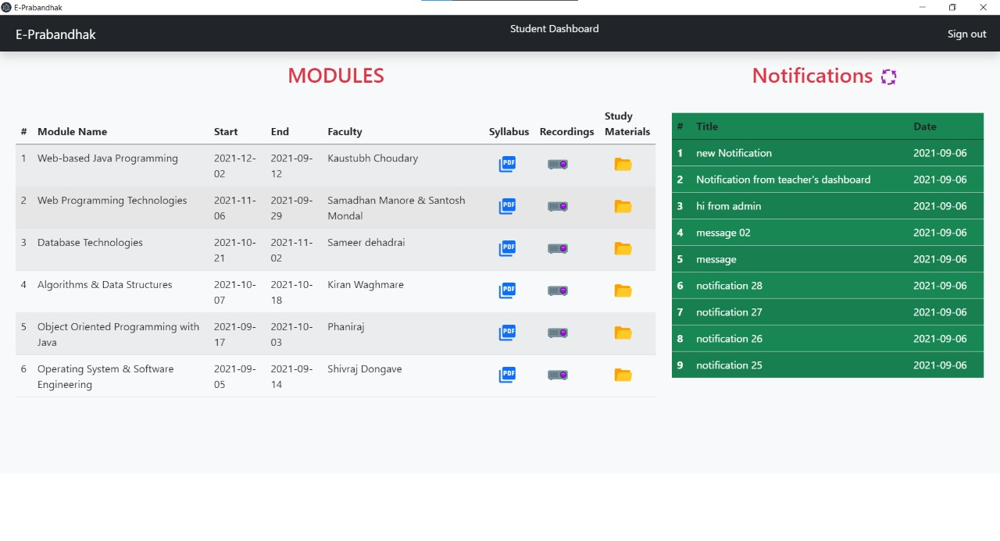 E-Prabandhak
E-Prabandhak
Student Dashboard
Sign out
MODULES
# Module Name Start End Faculty Syllabus Recordings Study
Materials
1 Web-based Java Programming 2021-12- 2021-09- Kaustubh Choudary PDF
02 12
2 Web Programming Technologies 2021-11- 2021-09- Samadhan Manore & Santosh PDF
06 29 Mondal
3 Database Technologies 2021-10- 2021-11- Sameer dehadrai PDF
21 02
4 Algorithms & Data Structures 2021-10- 2021-10- Kiran Waghmare PDF
07 18
5 Object Oriented Programming with 2021-09- 2021-10- Phaniraj PDF
Java 17 03
6 Operating System & Software 2021-09- 2021-09- Shivraj Dongave PDF
Engineering 05 14
Notifications
# Title Date
1 new Notification 2021-09-06
2 Notification from teacher's dashboard 2021-09-06
3 hi from admin 2021-09-06
4 message 02 2021-09-06
5 message 2021-09-06
6 notification 28 2021-09-06
7 notification 27 2021-09-06
8 notification 26 2021-09-06
9 notification 25 2021-09-06